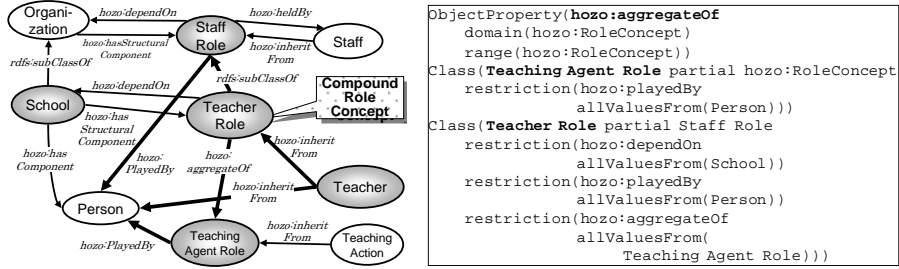 Organi-
zation
hozo:dependOn
Staff
Role
hozo:heldBy
Staff
hozo:hasStructural
Component
hozo:inherit
From
rdfs:subClassOf
rdfs:subClassOf
School
hozo:dependOn
Teacher
Role
Compound
Role
Concept
hozo:has
Structural
Component
hozo:has
Component
hozo:
PlayedBy
hozo:
aggregateOf
hozo:inherit
From
Teacher
hozo:inherit
From
Person
hozo:PlayedBy
Teaching
Agent Role
hozo:inherit
From
Teaching
Action
ObjectProperty(hozo:aggregateOf
domain(hozo:RoleConcept)
range(hozo:RoleConcept))
Class(Teaching Agent Role partial hozo:RoleConcept
restriction(hozo:playedBy
allValuesFrom(Person)))
Class(Teacher Role partial Staff Role
restriction(hozo:dependOn
allValuesFrom(School))
restriction(hozo:playedBy
allValuesFrom(Person))
restriction(hozo:aggregateOf
allValuesFrom(
Teaching Agent Role)))